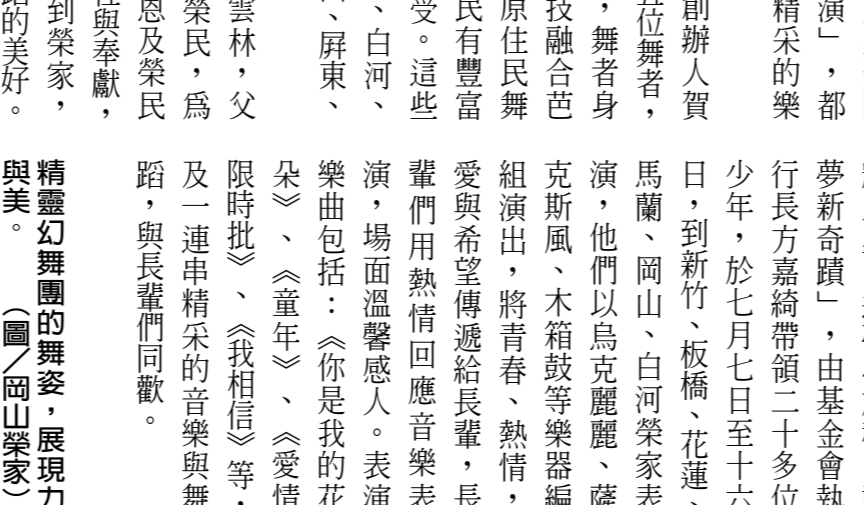 演」，都
精采的樂
創辦人賀
位舞者，
，舞者身
技融合芭
原住民舞
民有豐富
受。這些
、白河、
、屏東、
雲林，父
榮民，爲
恩及榮民
與奉獻，
到榮家，
的美好。
夢新奇蹟」，由基金會執
行長方嘉綺帶領二十多位
少年，於七月七日至十六
日，到新竹、板橋、花蓮、
馬蘭、岡山、白河榮家表
演，他們以烏克麗麗、薩
克斯風、木箱鼓等樂器編
組演出，將青春、熱情，
愛與希望傳遞給長輩，長
輩們用熱情回應音樂表
演，場面溫馨感人。表演
樂曲包括：《你是我的花
朵》、《童年》、《愛情
限時批》、《我相信》等，
及一連串精采的音樂與舞
蹈，與長輩們同歡。
精靈幻舞團的舞姿，展現力
與美。（圖／岡山榮家）